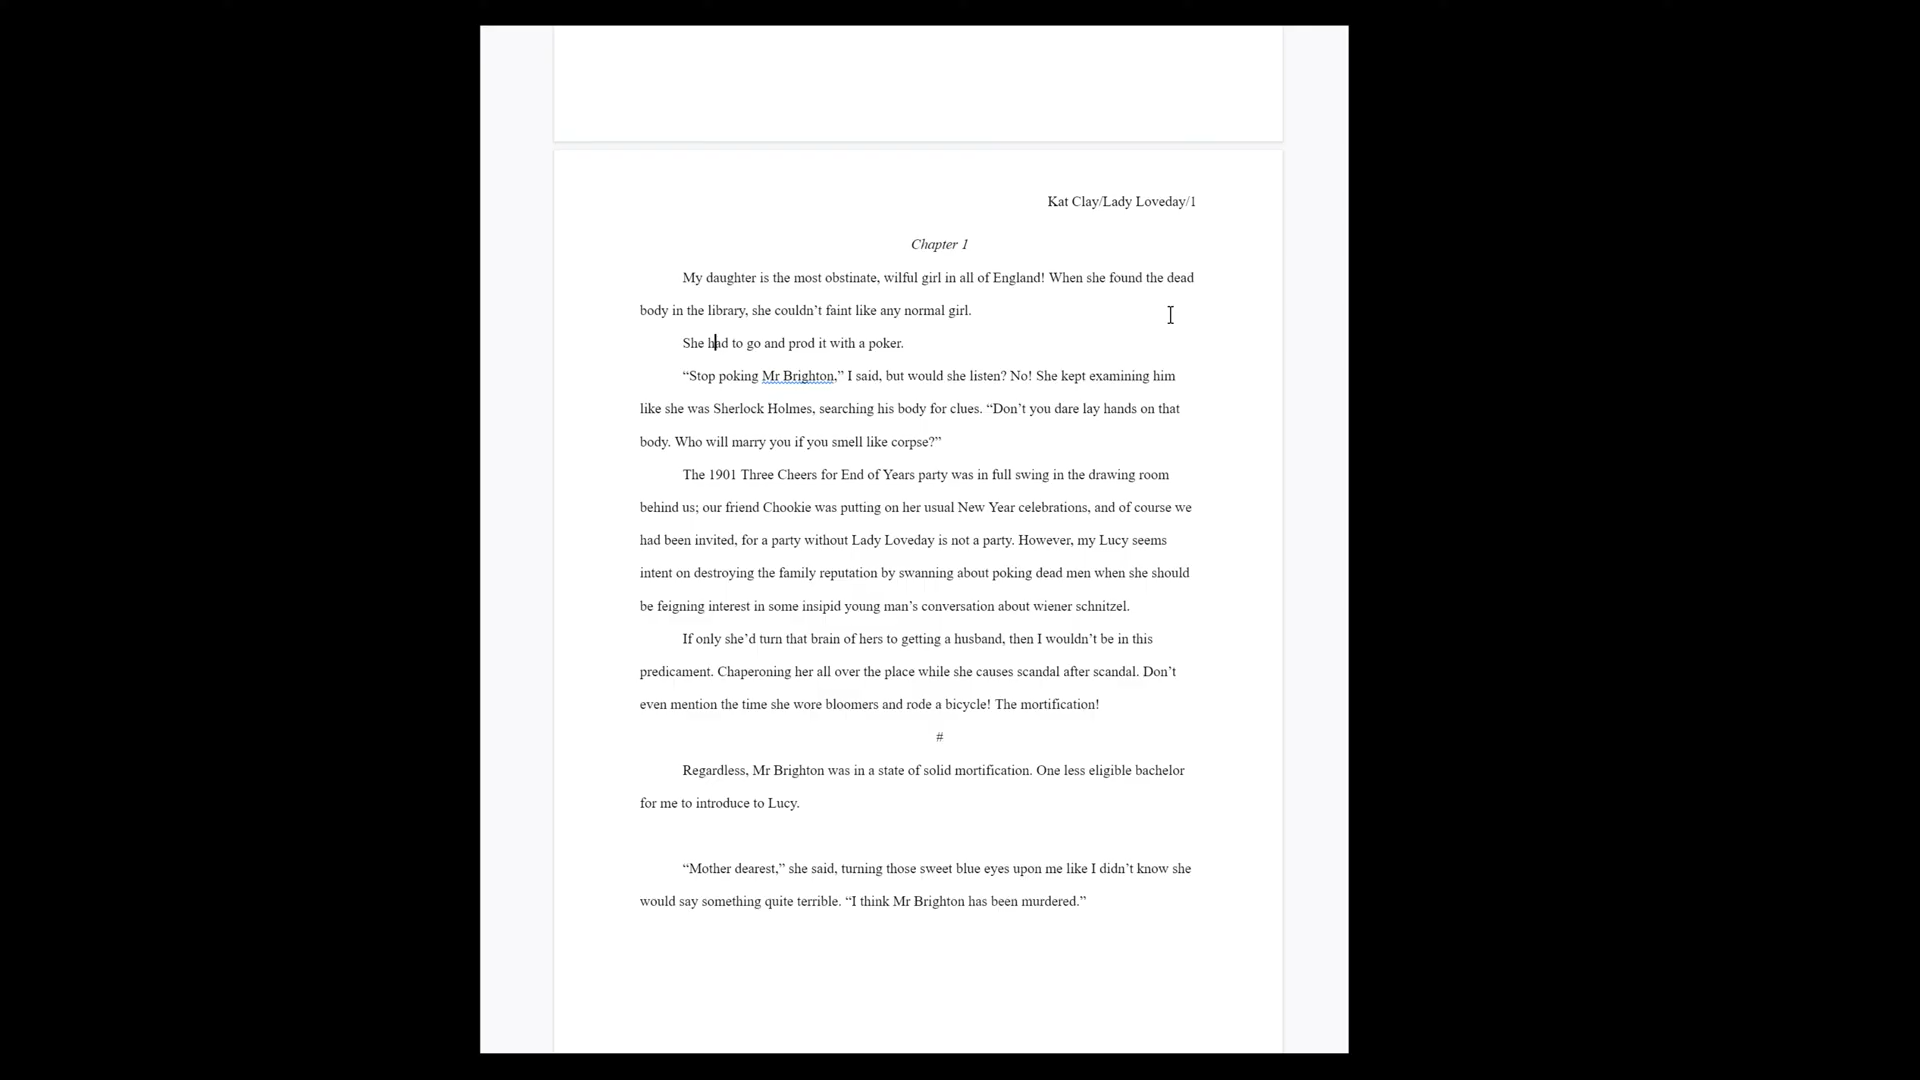 Kat Clay/Lady Loveday/1
Chapter 1
My daughter is the most obstinate, wilful girl in all of England! When she found the dead
body in the library, she couldn’t faint like any normal girl.
She had to go and prod it with a poker.
“Stop poking Mr Brighton,” I said, but would she listen? No! She kept examining him
like she was Sherlock Holmes, searching his body for clues. “Don’t you dare lay hands on that
body. Who will marry you if you smell like corpse?”
The 1901 Three Cheers for End of Years party was in full swing in the drawing room
behind us; our friend Chookie was putting on her usual New Year celebrations, and of course we
had been invited, for a party without Lady Loveday is not a party. However, my Lucy seems
intent on destroying the family reputation by swanning about poking dead men when she should
be feigning interest in some insipid young man’s conversation about wiener schnitzel.
If only she’d turn that brain of hers to getting a husband, then I wouldn’t be in this
predicament. Chaperoning her all over the place while she causes scandal after scandal. Don’t
even mention the time she wore bloomers and rode a bicycle! The mortification!
#
Regardless, Mr Brighton was in a state of solid mortification. One less eligible bachelor
for me to introduce to Lucy.
“Mother dearest,” she said, turning those sweet blue eyes upon me like I didn’t know she
would say something quite terrible. “I think Mr Brighton has been murdered.”